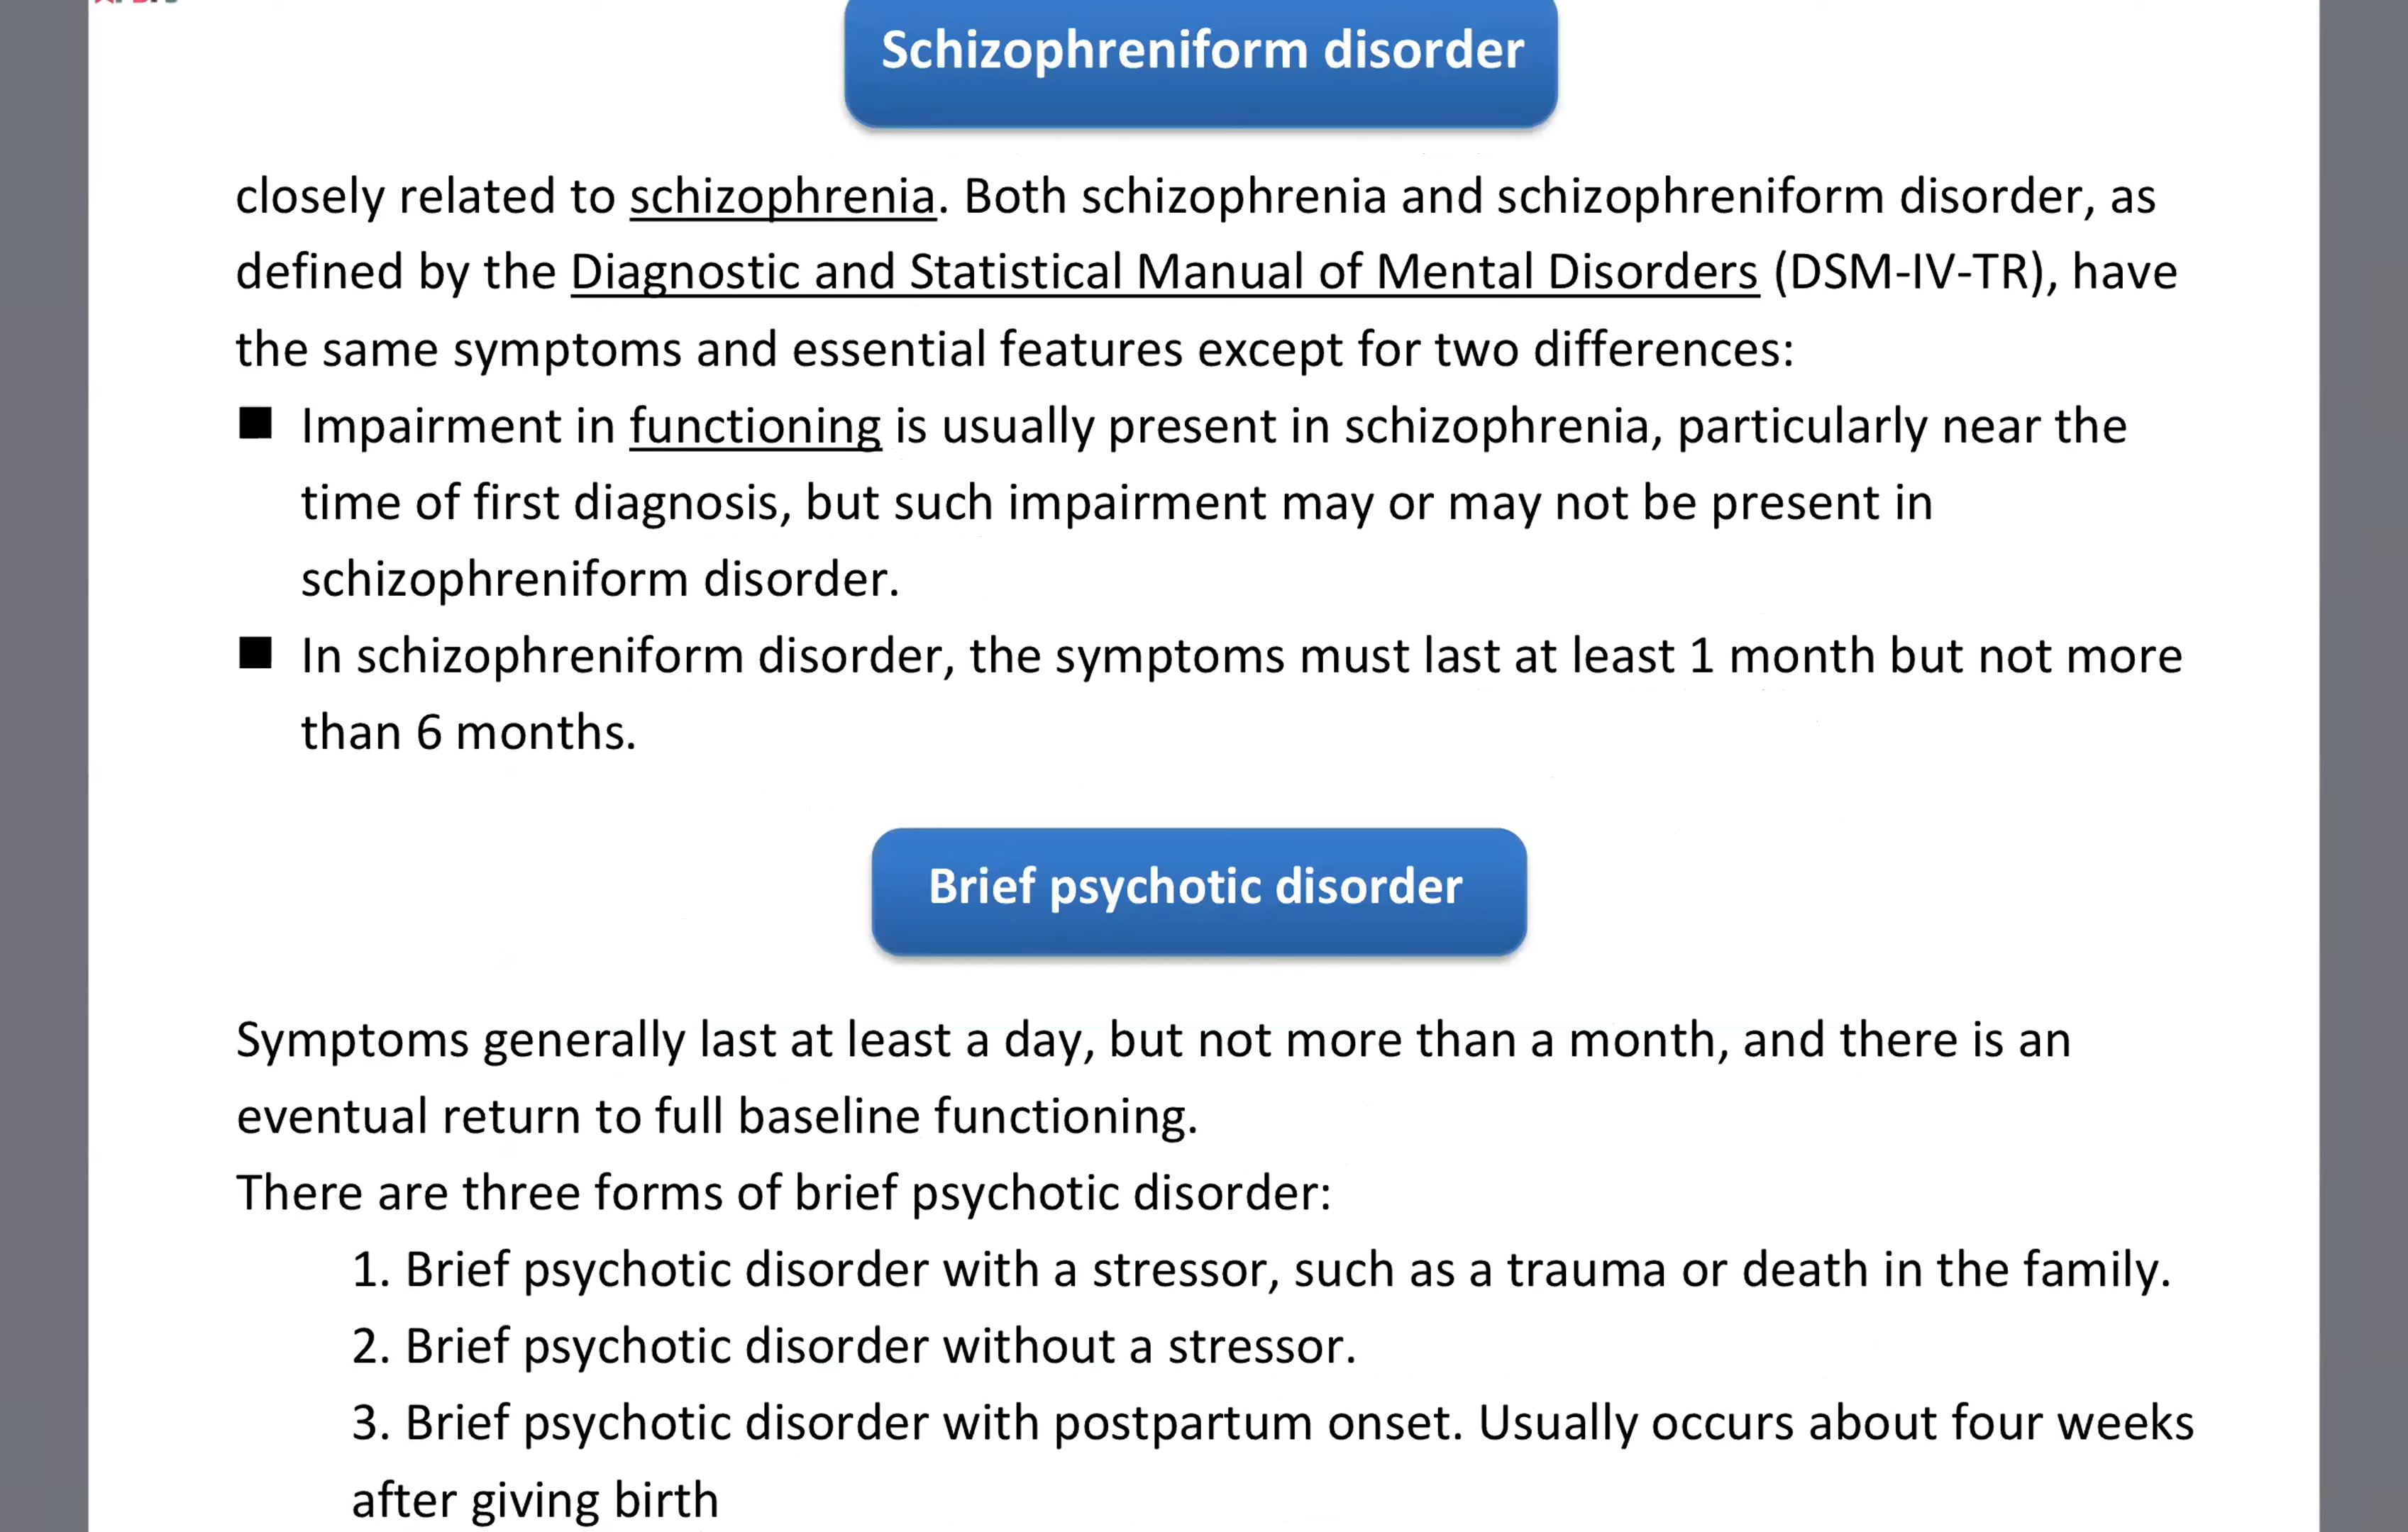 Schizophreniform disorder
closely related to schizophrenia. Both schizophrenia and schizophreniform disorder, as
defined by the Diagnostic and Statistical Manual of Mental Disorders (DSM-IV-TR), have
the same symptoms and essential features except for two differences:
■ Impairment in functioning is usually present in schizophrenia, particularly near the
time of first diagnosis, but such impairment may or may not be present in
schizophreniform disorder.
■ In schizophreniform disorder, the symptoms must last at least 1 month but not more
than 6 months.
Brief psychotic disorder
Symptoms generally last at least a day, but not more than a month, and there is an
eventual return to full baseline functioning.
There are three forms of brief psychotic disorder:
1. Brief psychotic disorder with a stressor, such as a trauma or death in the family.
2. Brief psychotic disorder without a stressor.
3. Brief psychotic disorder with postpartum onset. Usually occurs about four weeks
after giving birth